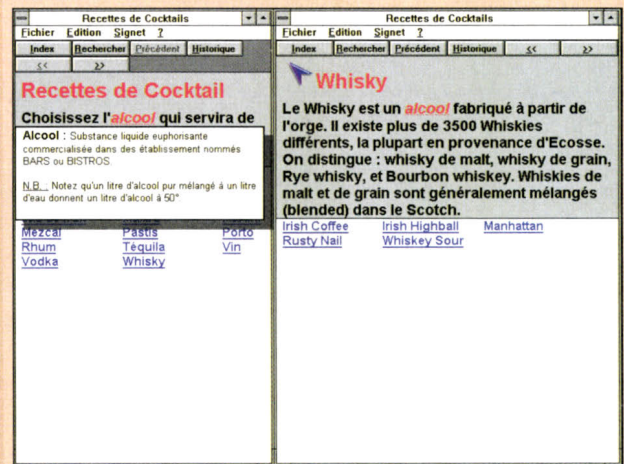 Recettes de Cocktails
Fichier Edition Signet ?
Index Rechercher Précédent Historique
<< >>
Recettes de Cocktail
Choisissez l'alcool qui servira de
Alcool : Substance liquide euphorisante
commercialisée dans des établissement nommés
BARS ou BISTROS.
N.B. : Notez qu'un litre d'alcool pur mélangé à un litre
d'eau donnent un litre d'alcool à 50°
Mezcal Pastis Porto
Rhum Téquila Vin
Vodka Whisky
Recettes de Cocktails
Fichier Edition Signet ?
Index Rechercher Précédent Historique << >>
Whisky
Le Whisky est un alcool fabriqué à partir de
l'orge. Il existe plus de 3500 Whiskies
différents, la plupart en provenance d'Ecosse.
On distingue : whisky de malt, whisky de grain,
Rye whisky, et Bourbon whiskey. Whiskies de
malt et de grain sont généralement mélangés
(blended) dans le Scotch.
Irish Coffee Irish Highball Manhattan
Rusty Nail Whiskey Sour